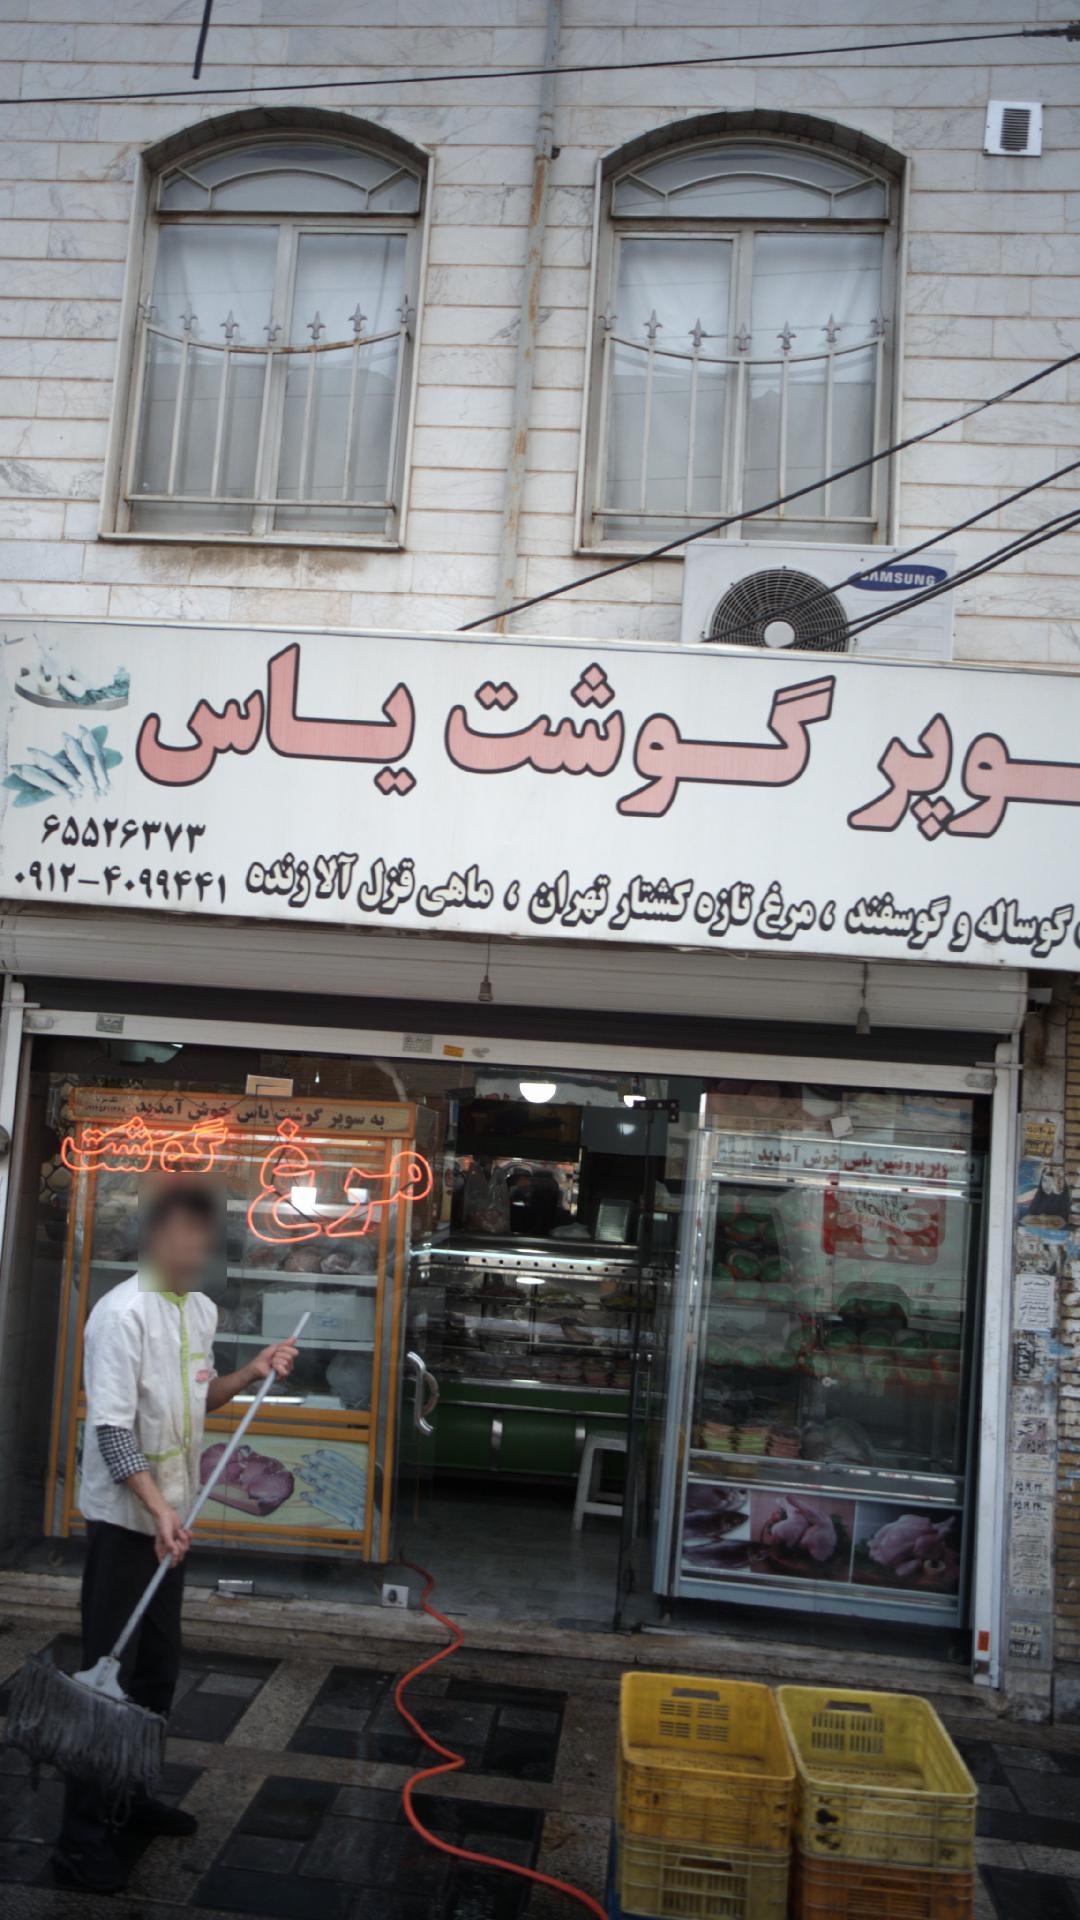 SAMSUNG
ـوپر گوشت یاس
۶۵۵۲۶۳۷۳
گوساله و گوسفند ، مرغ تازه کشتار تهران ، ماهی قزل آلا زنده
۰۹۱۲-۴۰۹۹۴۴۱
به سوپر گوشت یاس خوش آمدید
مرغ گوشت
به سوپر پروتئین یاس خوش آمدید